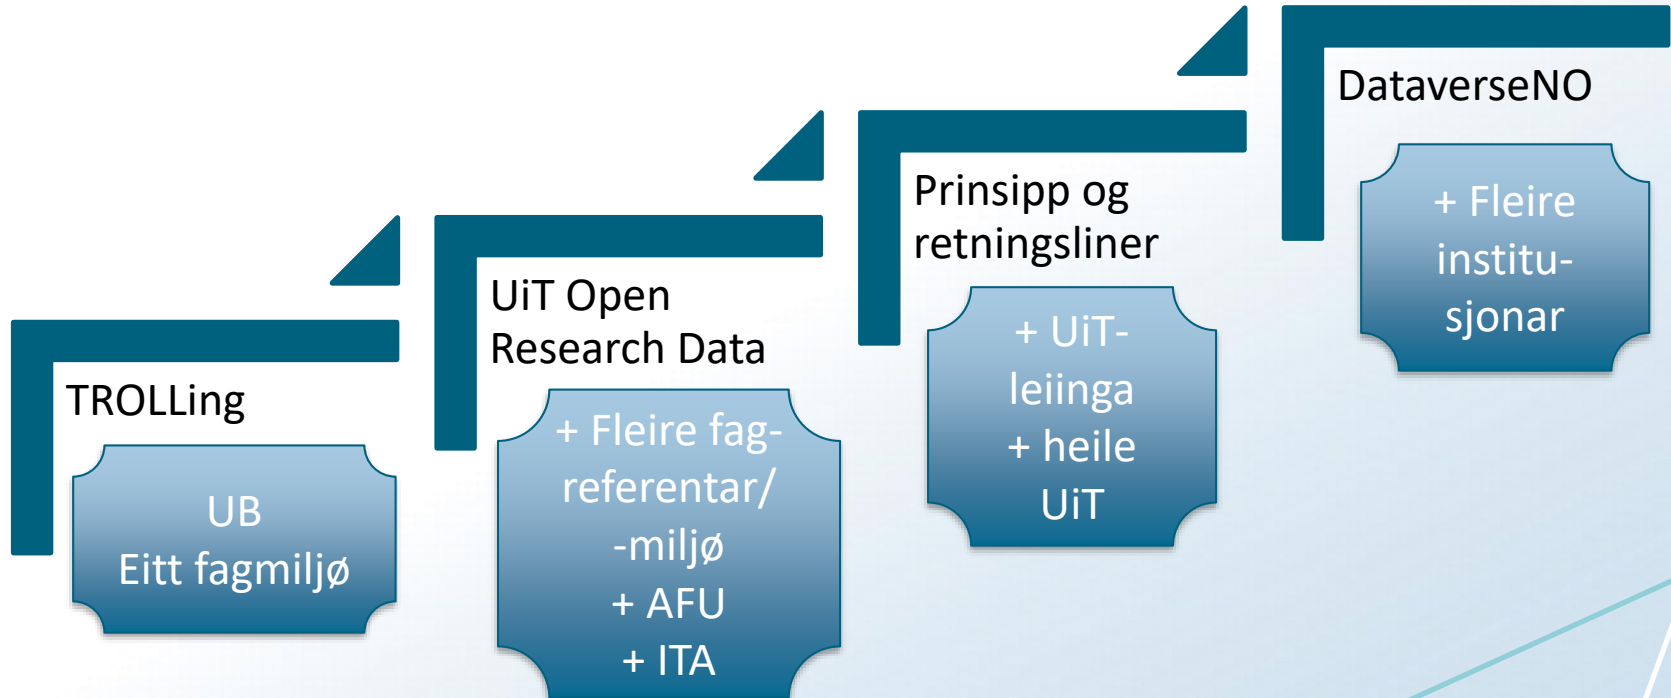 TROLLing
UB
Eitt fagmiljø
UiT Open
Research Data
+ Fleire fag-
referentar/
-miljø
+ AFU
+ ITA
Prinsipp og
retningsliner
+ UiT-
leiinga
+ heile
UiT
DataverseNO
+ Fleire
institu-
sjonar